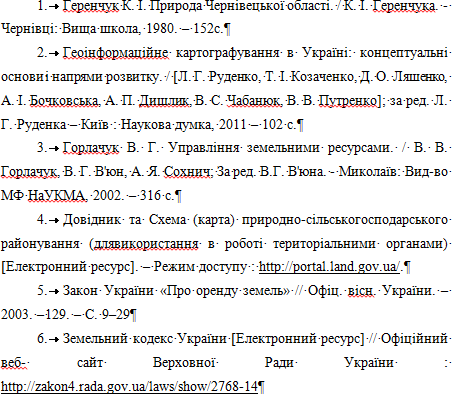 1. Геренчук К. І. Природа Чернівецької області. / К. І. Геренчука. -
Чернівці: Вища школа, 1980. – 152с.¶
2. Геоінформаційне картографування в Україні: концептуальні
основи і напрями розвитку. / [Л. Г. Руденко, Т. І. Козаченко, Д. О. Ляшенко,
А. І. Бочковська, А. П. Дишлик, В. С. Чабанюк, В. В. Путренко]; за ред. Л.
Г. Руденка – Київ : Наукова думка, 2011 – 102 с.¶
3. Горлачук В. Г. Управління земельними ресурсами. / В. В.
Горлачук, В. Г. В'юн, А. Я. Сохнич; За ред. В.Г. В'юна. - Миколаїв: Вид-во
МФ НаУКМА, 2002. – 316 с.¶
4. Довідник та Схема (карта) природно-сільськогосподарського
районування (длявикористання в роботі територіальними органами)
[Електронний ресурс]. – Режим доступу : http://portal.land.gov.ua/.¶
5. Закон України «Про оренду земель» // Офіц. вісн. України. –
2003. – 129. – С. 9–29¶
6. Земельний кодекс України [Електронний ресурс] // Офіційний
веб- сайт Верховної Ради України :
http://zakon4.rada.gov.ua/laws/show/2768-14¶